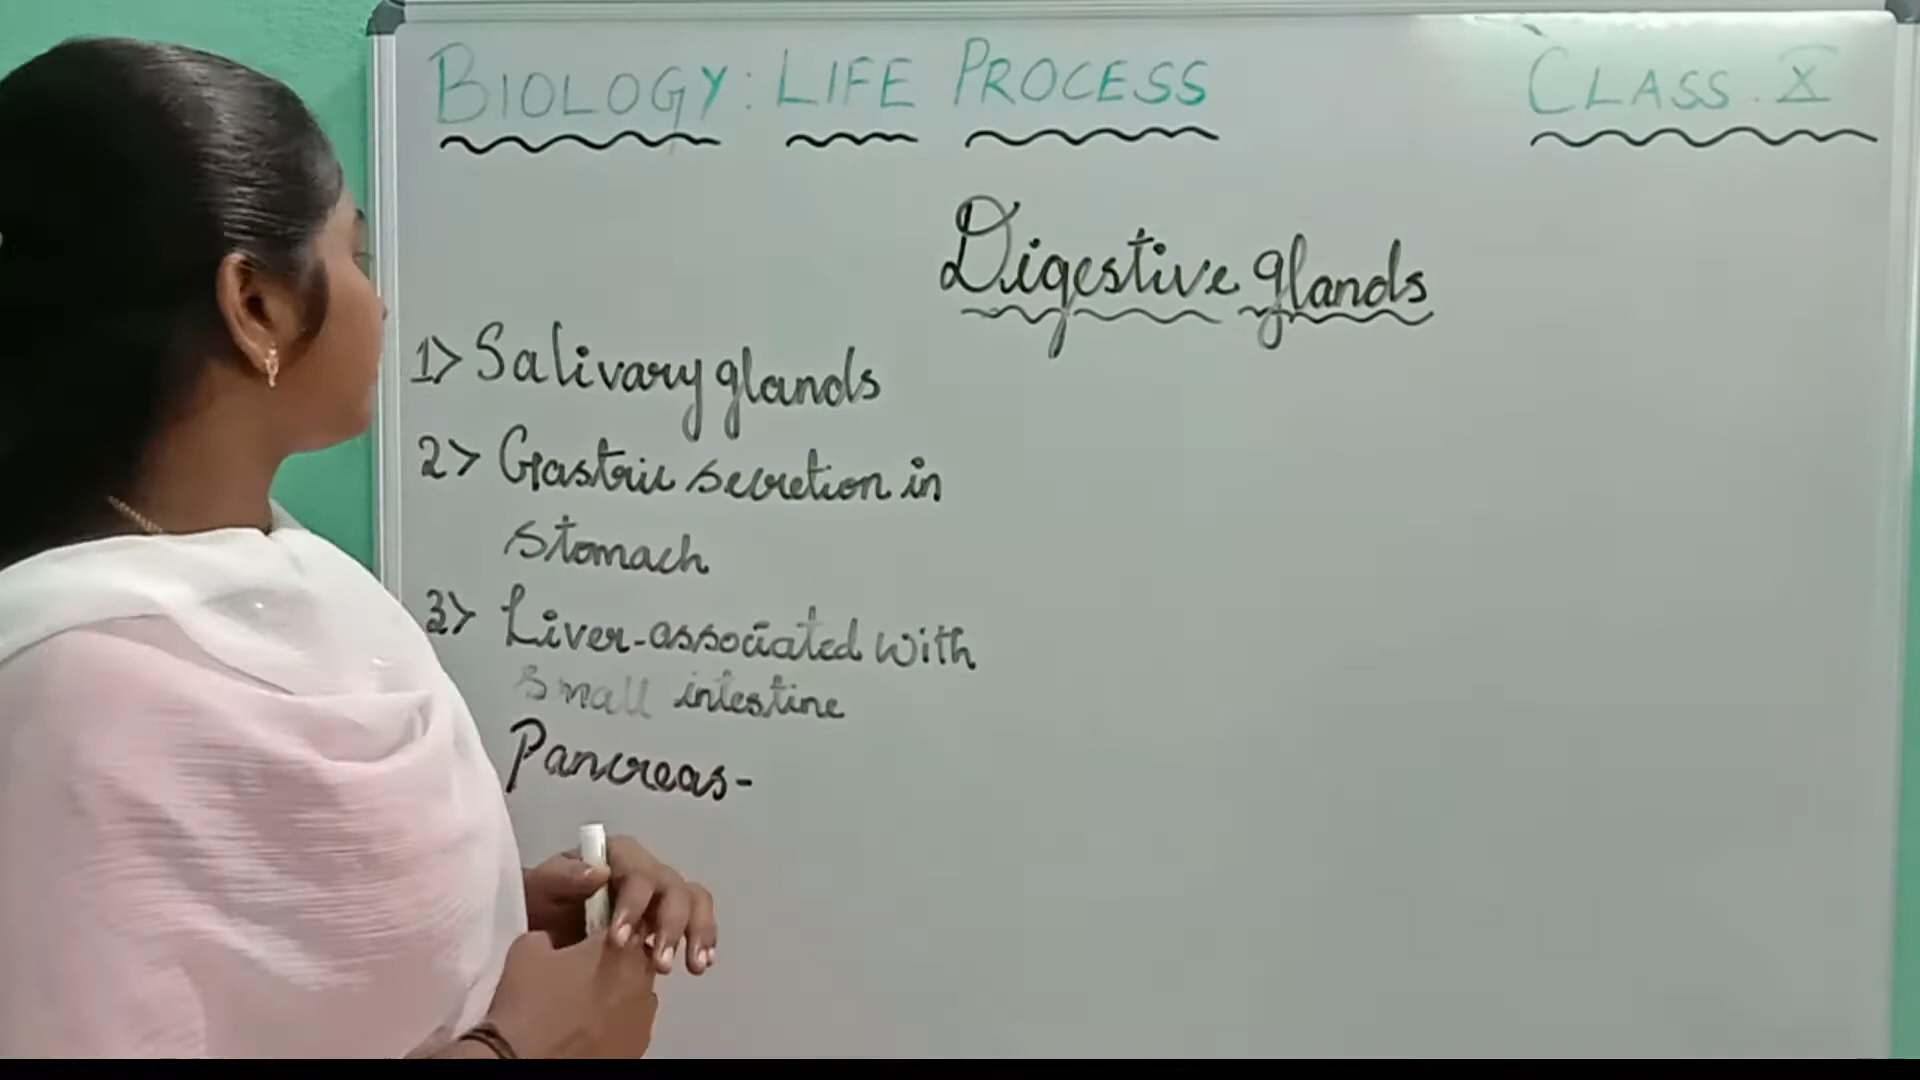 BIOLOGY: LIFE PROCESS CLASS. X
Digestive glands
1> Salivary glands
2> Gastric secretion in
stomach
3> Liver-associated with
small intestine
Pancreas-